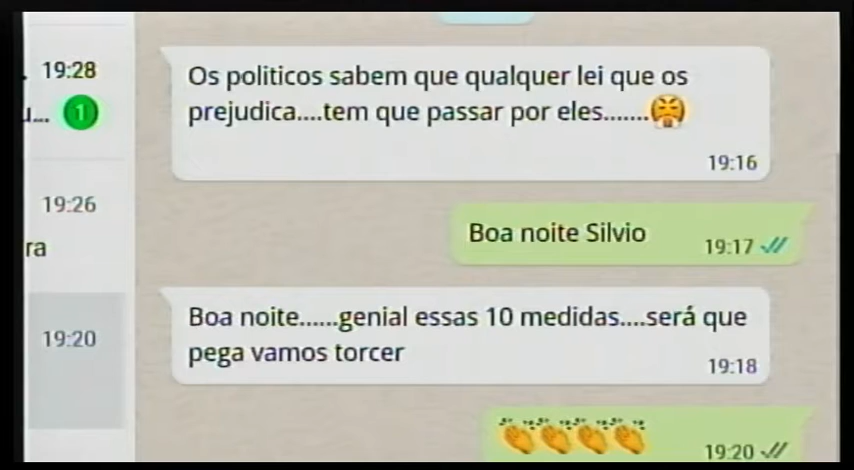 19:28
1
19:26
ra
19:20
Os politicos sabem que qualquer lei que os
prejudica....tem que passar por eles.......😤
19:16
Boa noite Silvio
19:17
Boa noite......genial essas 10 medidas....será que
pega vamos torcer
19:18
👏👏👏👏
19:20